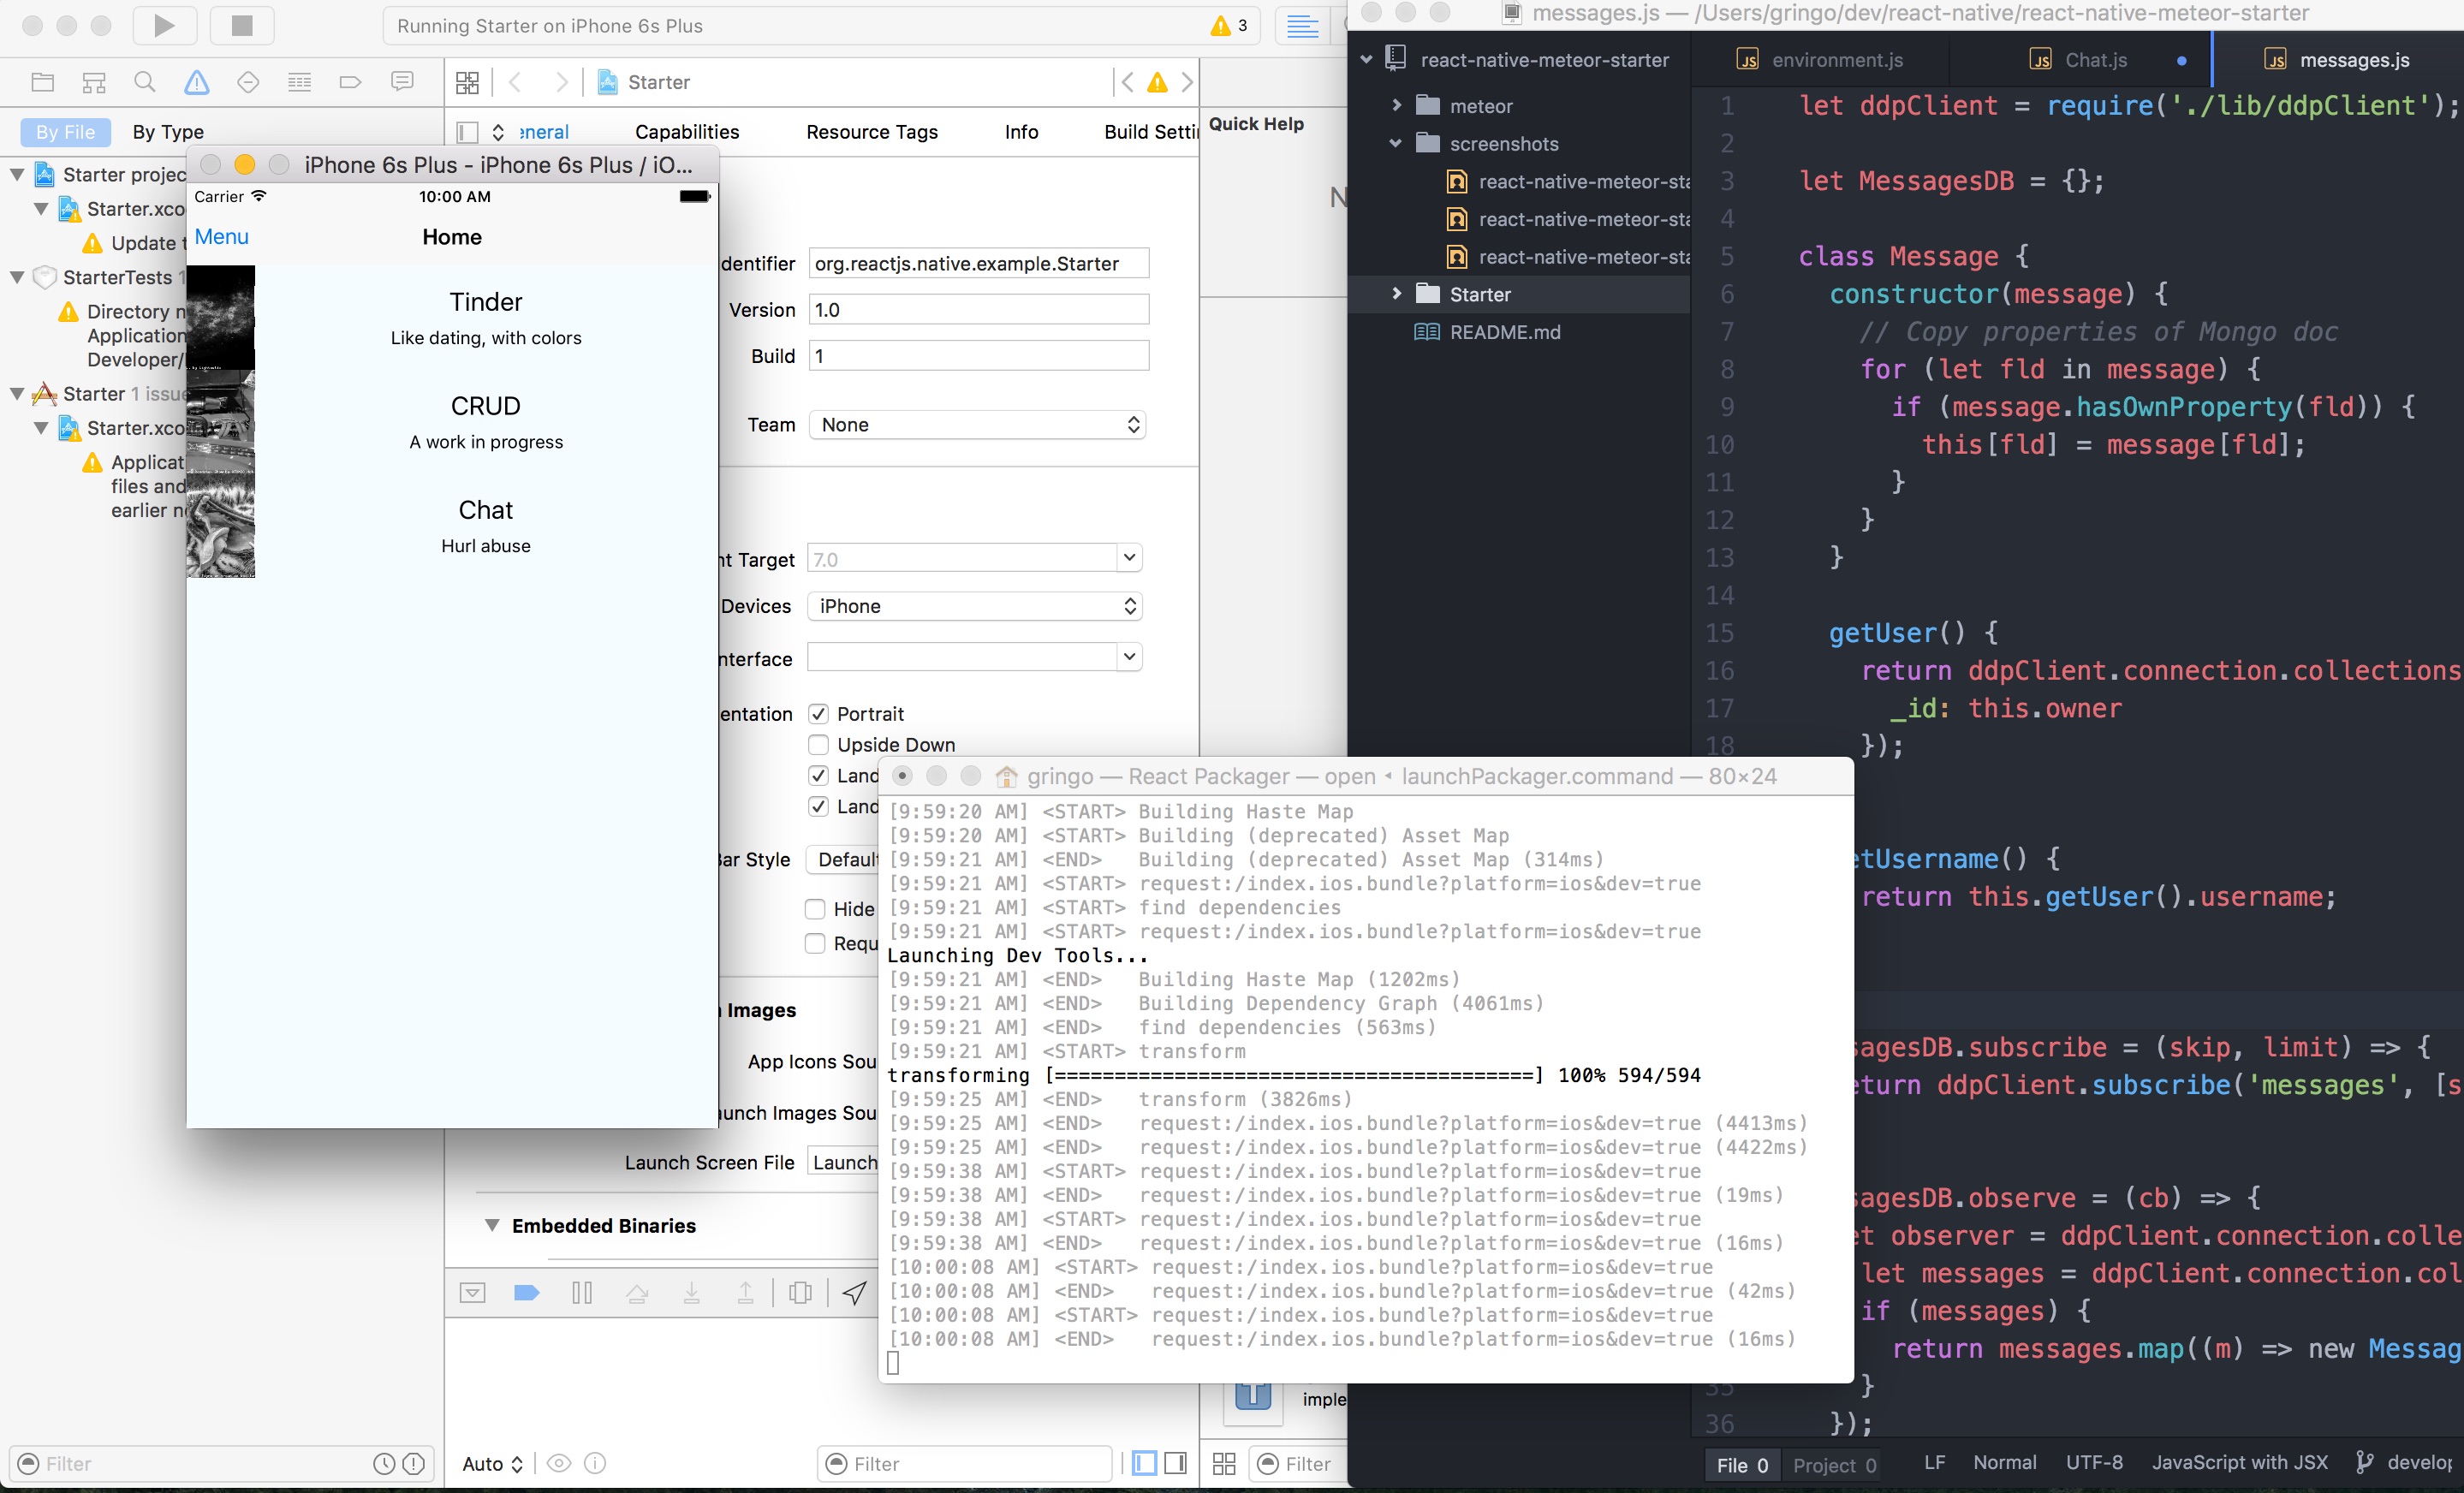 Running Starter on iPhone 6s Plus
3
Starter
By File
By Type
eneral
Capabilities
Resource Tags
Info
Build Setti
Quick Help
N
Starter projec
Starter.xco
Update t
StarterTests 1
Directory n
Application
Developer/
Starter 1 issue
Starter.xco
Applicat
files and
earlier n
iPhone 6s Plus - iPhone 6s Plus / iO...
Carrier
10:00 AM
Menu
Home
Tinder
Like dating, with colors
CRUD
A work in progress
Chat
Hurl abuse
dentifier
org.reactjs.native.example.Starter
Version
1.0
Build
1
Team
None
nt Target
7.0
Devices
iPhone
nterface
entation
Portrait
Upside Down
Land
Land
Bar Style
Default
Hide
Requ
n Images
App Icons Sou
aunch Images Sou
Launch Screen File
Launch
Embedded Binaries
Filter
Auto
Filter
imple
Filter
gringo — React Packager — open ◂ launchPackager.command — 80×24
[9:59:20 AM] <START> Building Haste Map
[9:59:20 AM] <START> Building (deprecated) Asset Map
[9:59:21 AM] <END>   Building (deprecated) Asset Map (314ms)
[9:59:21 AM] <START> request:/index.ios.bundle?platform=ios&dev=true
[9:59:21 AM] <START> find dependencies
[9:59:21 AM] <START> request:/index.ios.bundle?platform=ios&dev=true
Launching Dev Tools...
[9:59:21 AM] <END>   Building Haste Map (1202ms)
[9:59:21 AM] <END>   Building Dependency Graph (4061ms)
[9:59:21 AM] <END>   find dependencies (563ms)
[9:59:21 AM] <START> transform
transforming [========================================] 100% 594/594
[9:59:25 AM] <END>   transform (3826ms)
[9:59:25 AM] <END>   request:/index.ios.bundle?platform=ios&dev=true (4413ms)
[9:59:25 AM] <END>   request:/index.ios.bundle?platform=ios&dev=true (4422ms)
[9:59:38 AM] <START> request:/index.ios.bundle?platform=ios&dev=true
[9:59:38 AM] <END>   request:/index.ios.bundle?platform=ios&dev=true (19ms)
[9:59:38 AM] <START> request:/index.ios.bundle?platform=ios&dev=true
[9:59:38 AM] <END>   request:/index.ios.bundle?platform=ios&dev=true (16ms)
[10:00:08 AM] <START> request:/index.ios.bundle?platform=ios&dev=true
[10:00:08 AM] <END>   request:/index.ios.bundle?platform=ios&dev=true (42ms)
[10:00:08 AM] <START> request:/index.ios.bundle?platform=ios&dev=true
[10:00:08 AM] <END>   request:/index.ios.bundle?platform=ios&dev=true (16ms)
messages.js — /Users/gringo/dev/react-native/react-native-meteor-starter
react-native-meteor-starter
meteor
screenshots
react-native-meteor-sta
react-native-meteor-sta
react-native-meteor-sta
Starter
README.md
JS environment.js
JS Chat.js
JS messages.js
1 let ddpClient = require('./lib/ddpClient');
2
3 let MessagesDB = {};
4
5 class Message {
6 constructor(message) {
7 // Copy properties of Mongo doc
8 for (let fld in message) {
9 if (message.hasOwnProperty(fld)) {
10 this[fld] = message[fld];
11 }
12 }
13 }
14
15 getUser() {
16 return ddpClient.connection.collections
17 _id: this.owner
18 });
etUsername() {
return this.getUser().username;
sagesDB.subscribe = (skip, limit) => {
eturn ddpClient.subscribe('messages', [s
sagesDB.observe = (cb) => {
et observer = ddpClient.connection.colle
let messages = ddpClient.connection.col
if (messages) {
return messages.map((m) => new Messag
35 }
36 });
File 0
Project 0
LF
Normal
UTF-8
JavaScript with JSX
develop